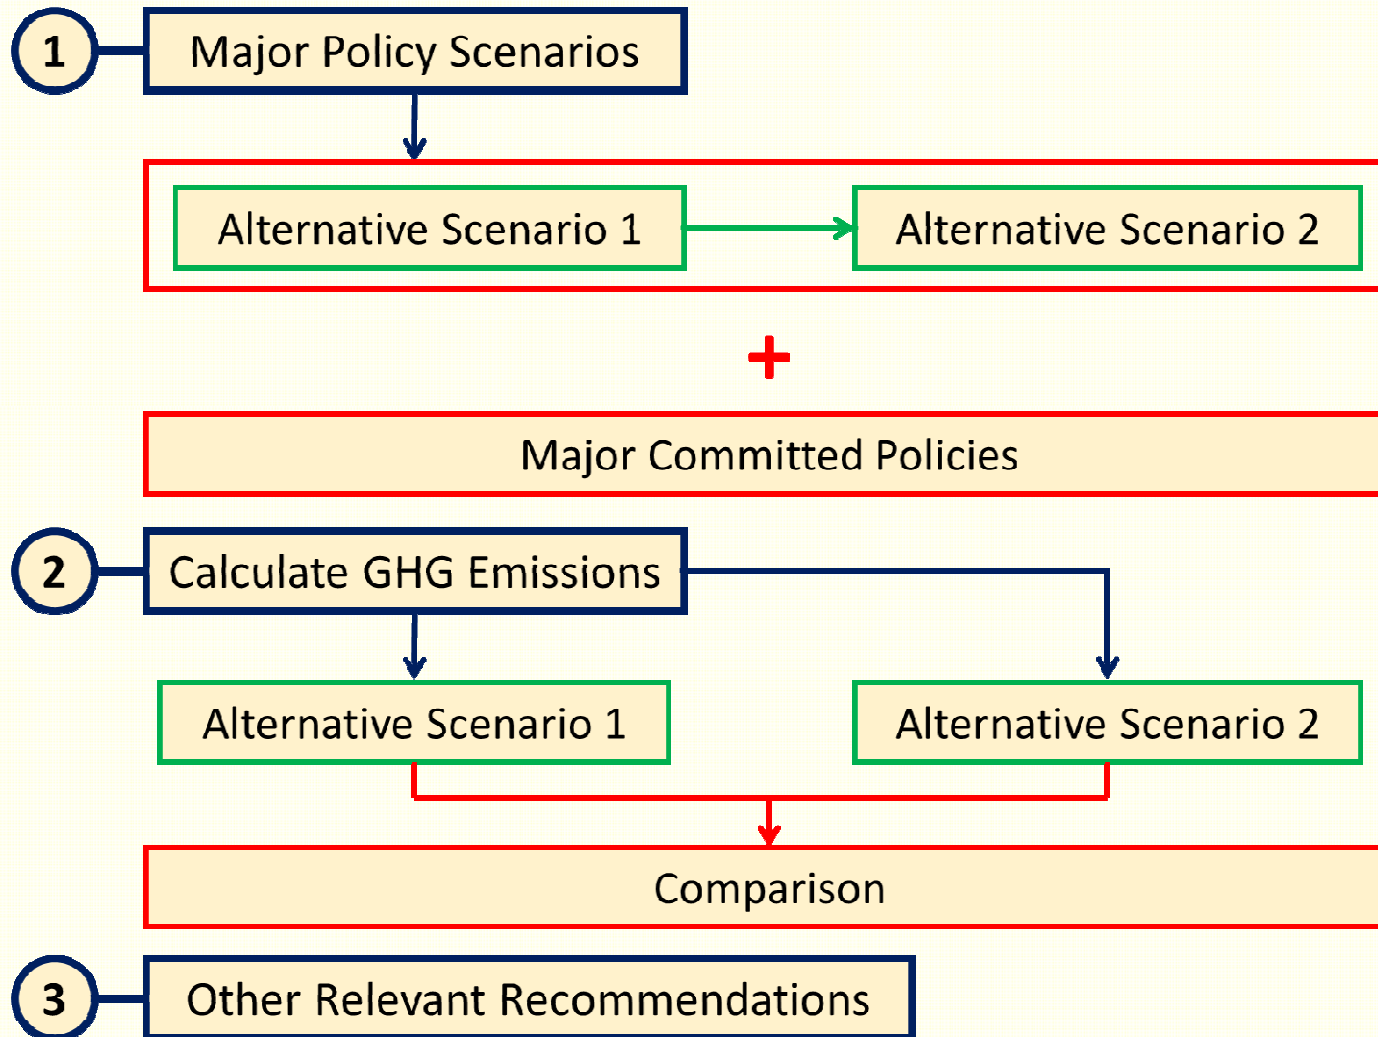 1
Major Policy Scenarios
Alternative Scenario 1
Alternative Scenario 2
+
Major Committed Policies
2
Calculate GHG Emissions
Alternative Scenario 1
Alternative Scenario 2
Comparison
3
Other Relevant Recommendations